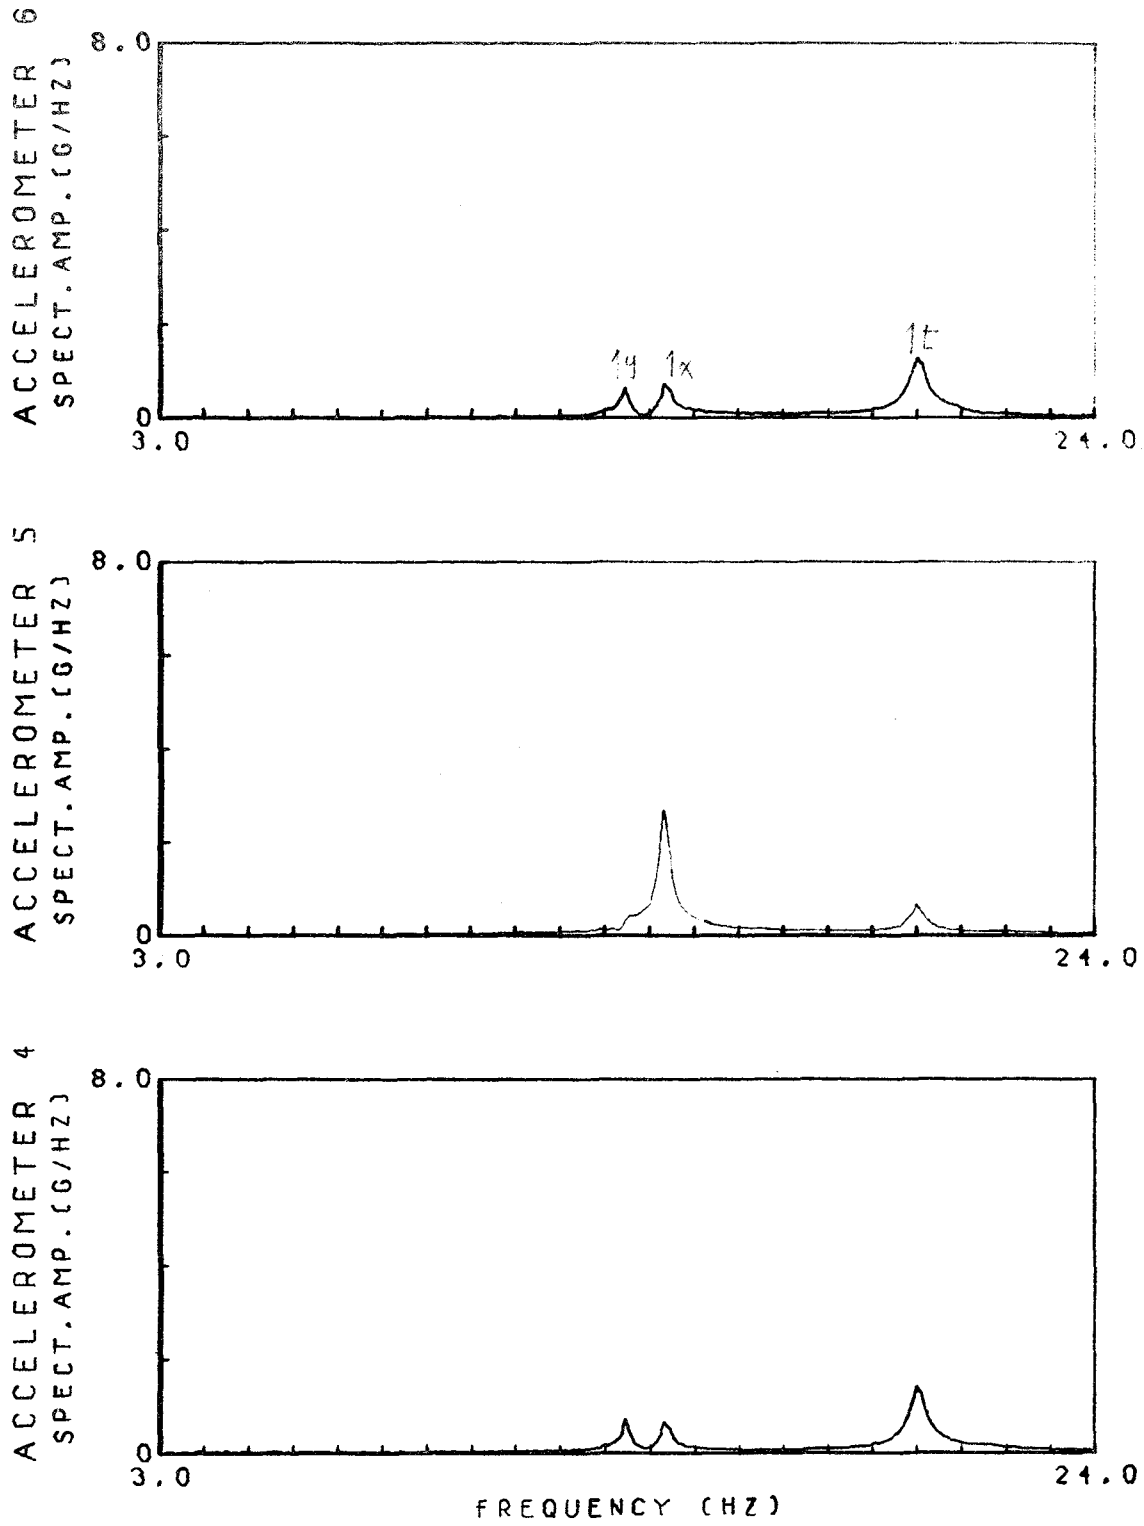 ACCELEROMETER 6
SPECT.AMP.(G/HZ)
8.0
1y 1x 1t
0
3.0 24.0
ACCELEROMETER 5
SPECT.AMP.(G/HZ)
8.0
0
3.0 24.0
ACCELEROMETER 4
SPECT.AMP.(G/HZ)
8.0
0
3.0 24.0
FREQUENCY (HZ)